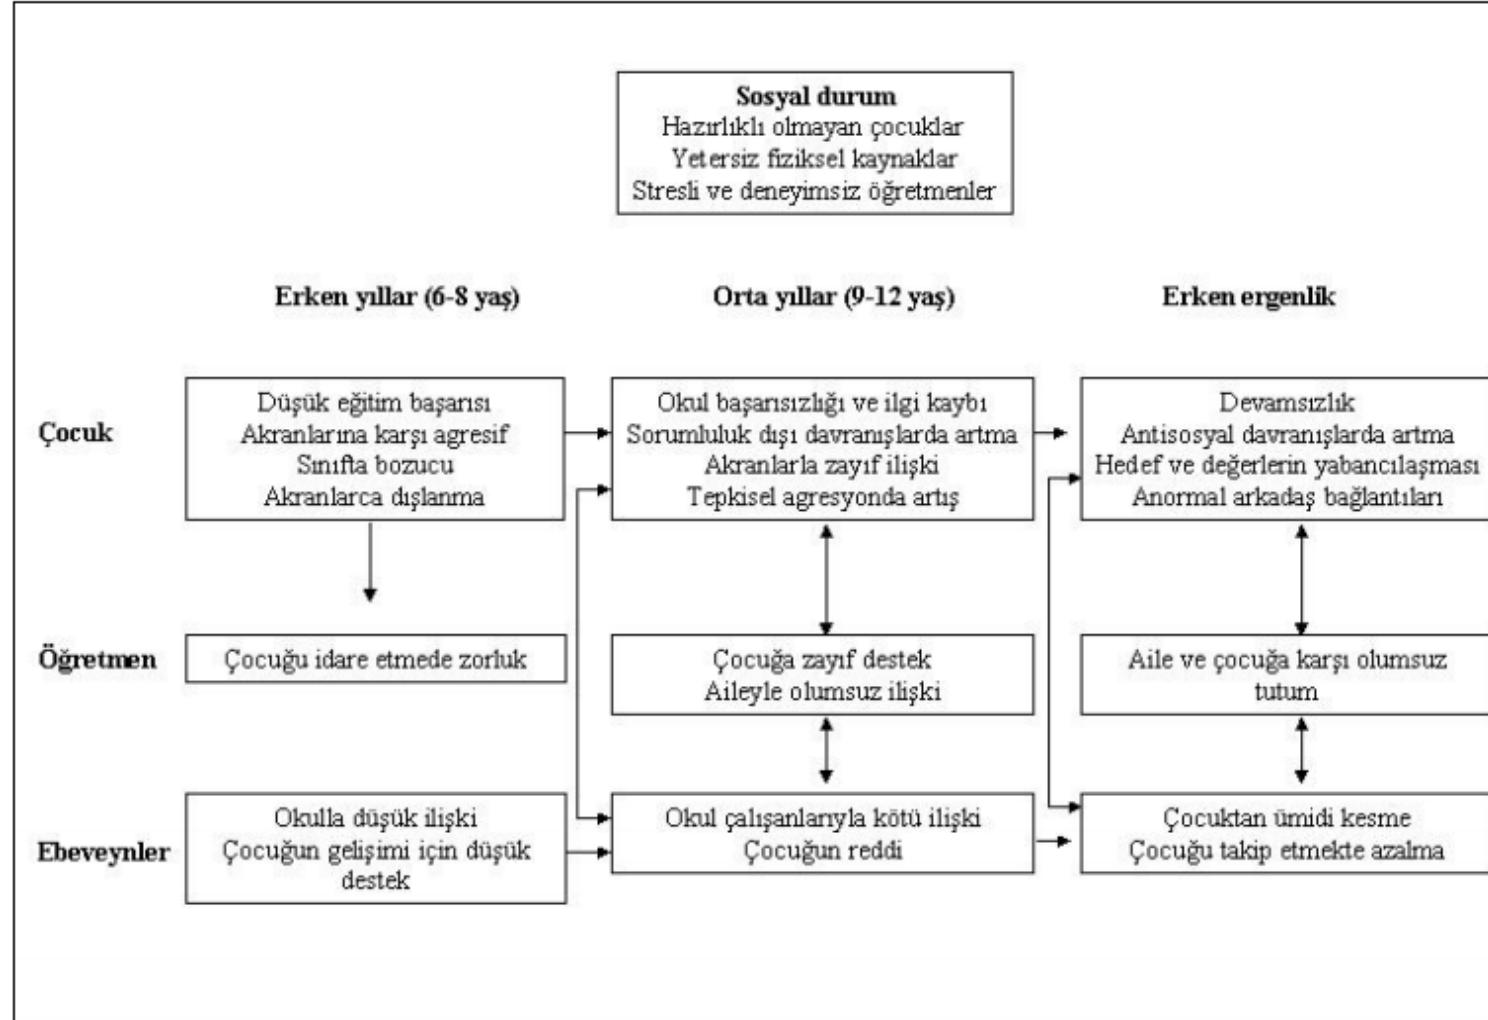 Sosyal durum
Hazırlıklı olmayan çocuklar
Yetersiz fiziksel kaynaklar
Stresli ve deneyimsiz öğretmenler
Erken yıllar (6-8 yaş)
Orta yıllar (9-12 yaş)
Erken ergenlik
Çocuk
Düşük eğitim başarısı
Akranlarına karşı agresif
Sınıfta bozucu
Akranlarca dışlanma
Okul başarısızlığı ve ilgi kaybı
Sorumluluk dışı davranışlarda artma
Akranlarla zayıf ilişki
Tepkisel agresyonda artış
Devamsızlık
Antisosyal davranışlarda artma
Hedef ve değerlerin yabancılaşması
Anormal arkadaş bağlantıları
Öğretmen
Çocuğu idare etmede zorluk
Çocuğa zayıf destek
Aileyle olumsuz ilişki
Aile ve çocuğa karşı olumsuz
tutum
Ebeveynler
Okulla düşük ilişki
Çocuğun gelişimi için düşük
destek
Okul çalışanlarıyla kötü ilişki
Çocuğun reddi
Çocuktan ümidi kesme
Çocuğu takip etmekte azalma